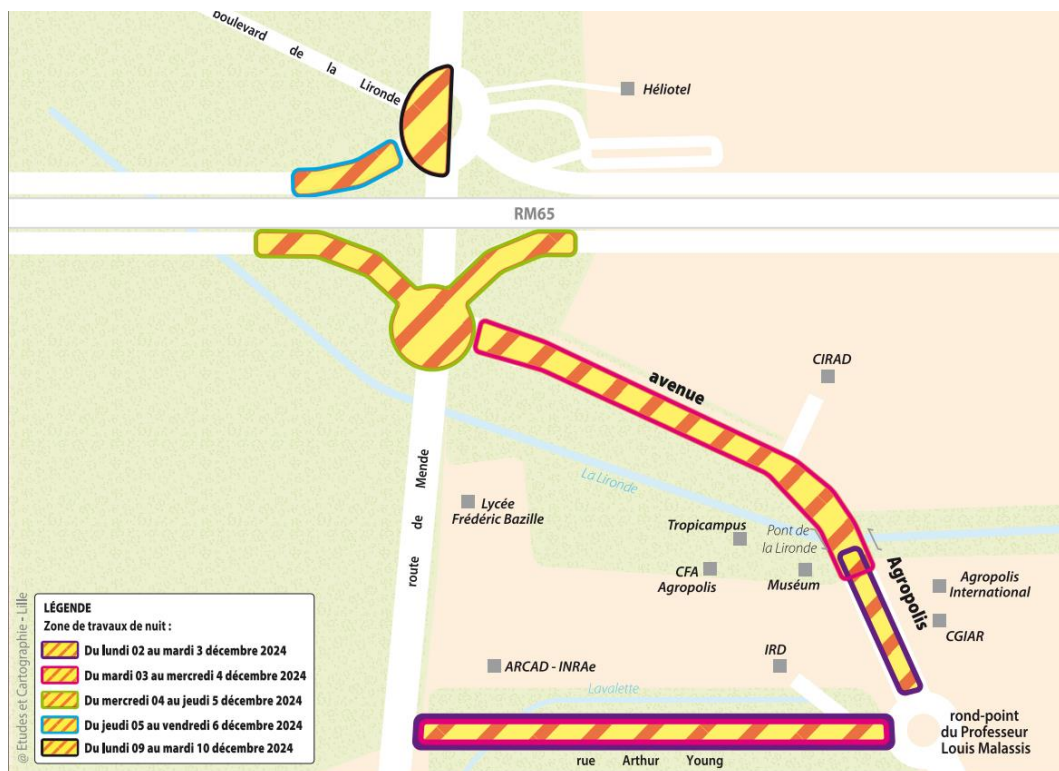 boulevard de la Lironde
Héliotel
RM65
CIRAD
avenue
La Lironde
Mende
de
route
Lycée
Frédéric Bazille
Tropicampus
Pont de
la Lironde
CFA
Agropolis
Muséum
Agropolis
Agropolis
International
CGIAR
IRD
ARCAD - INRAe
Lavalette
rond-point
du Professeur
Louis Malassis
rue Arthur Young
@ Etudes et Cartographie - Lille
LÉGENDE
Zone de travaux de nuit :
Du lundi 02 au mardi 3 décembre 2024
Du mardi 03 au mercredi 4 décembre 2024
Du mercredi 04 au jeudi 5 décembre 2024
Du jeudi 05 au vendredi 6 décembre 2024
Du lundi 09 au mardi 10 décembre 2024